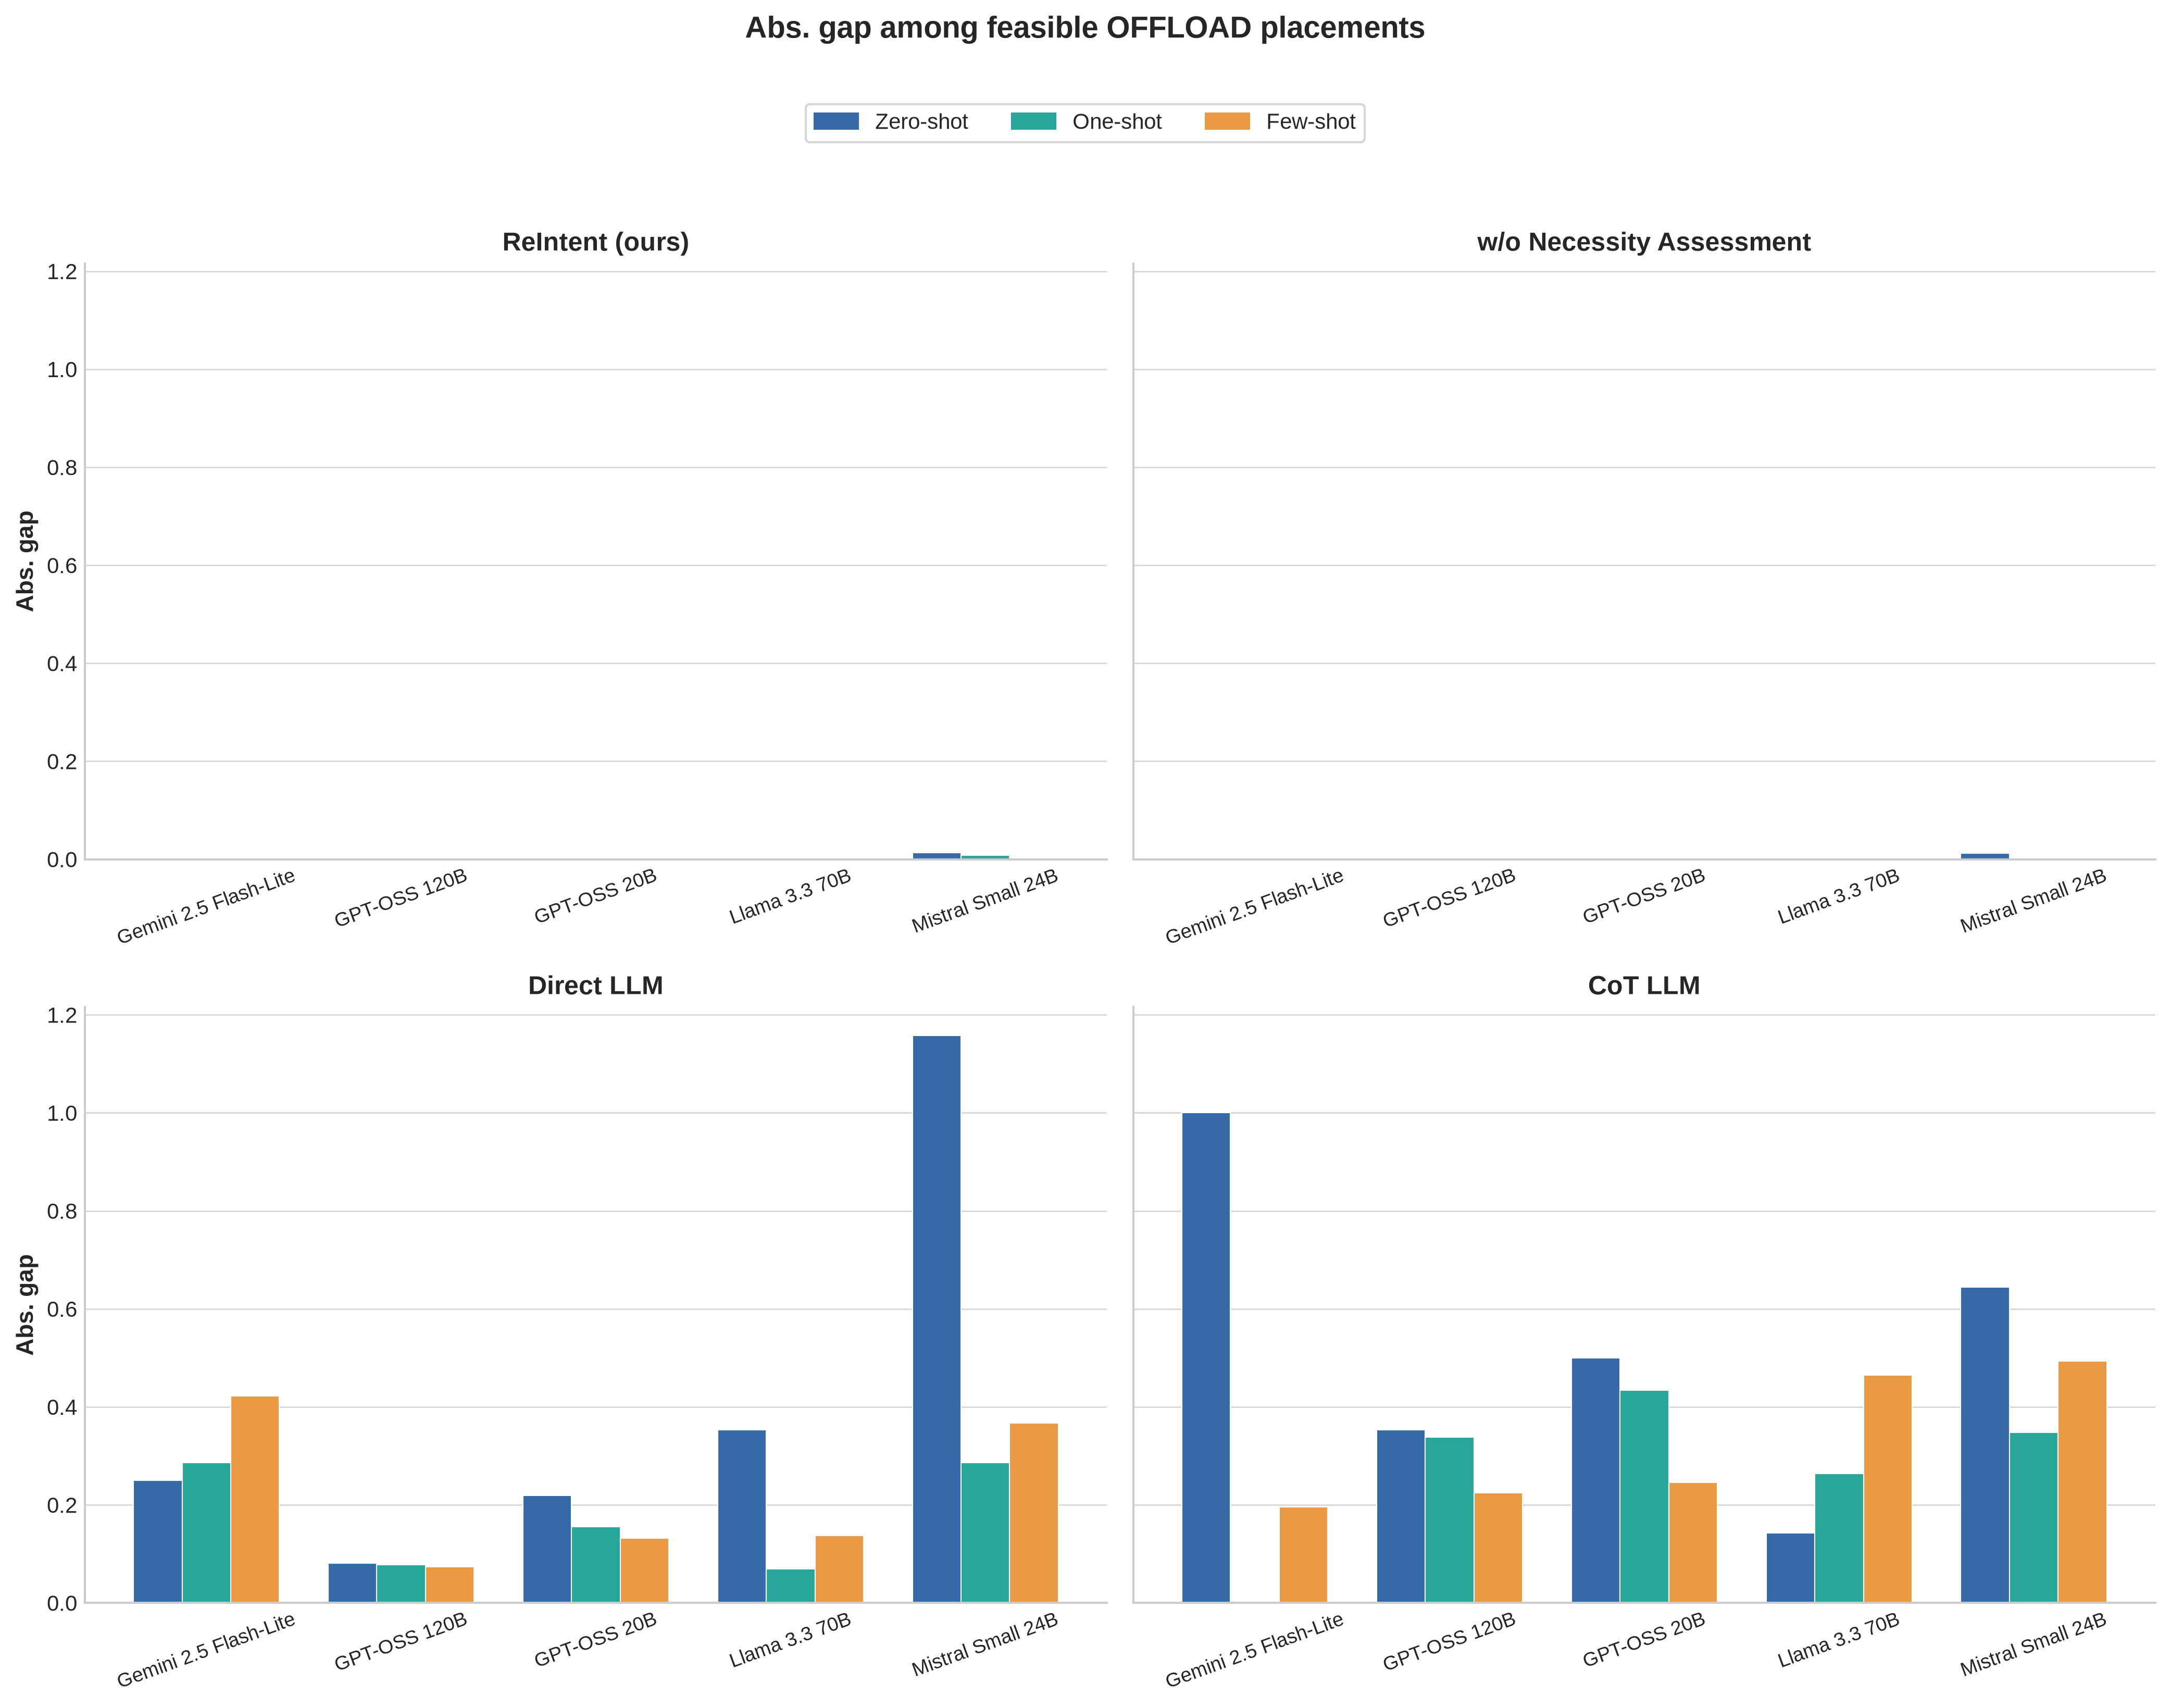 Abs. gap among feasible OFFLOAD placements
Zero-shot One-shot Few-shot
ReIntent (ours)
1.2
1.0
0.8
0.6
0.4
0.2
0.0
Abs. gap
Gemini 2.5 Flash-Lite
GPT-OSS 120B
GPT-OSS 20B
Llama 3.3 70B
Mistral Small 24B
w/o Necessity Assessment
Gemini 2.5 Flash-Lite
GPT-OSS 120B
GPT-OSS 20B
Llama 3.3 70B
Mistral Small 24B
Direct LLM
1.2
1.0
0.8
0.6
0.4
0.2
0.0
Abs. gap
Gemini 2.5 Flash-Lite
GPT-OSS 120B
GPT-OSS 20B
Llama 3.3 70B
Mistral Small 24B
CoT LLM
Gemini 2.5 Flash-Lite
GPT-OSS 120B
GPT-OSS 20B
Llama 3.3 70B
Mistral Small 24B